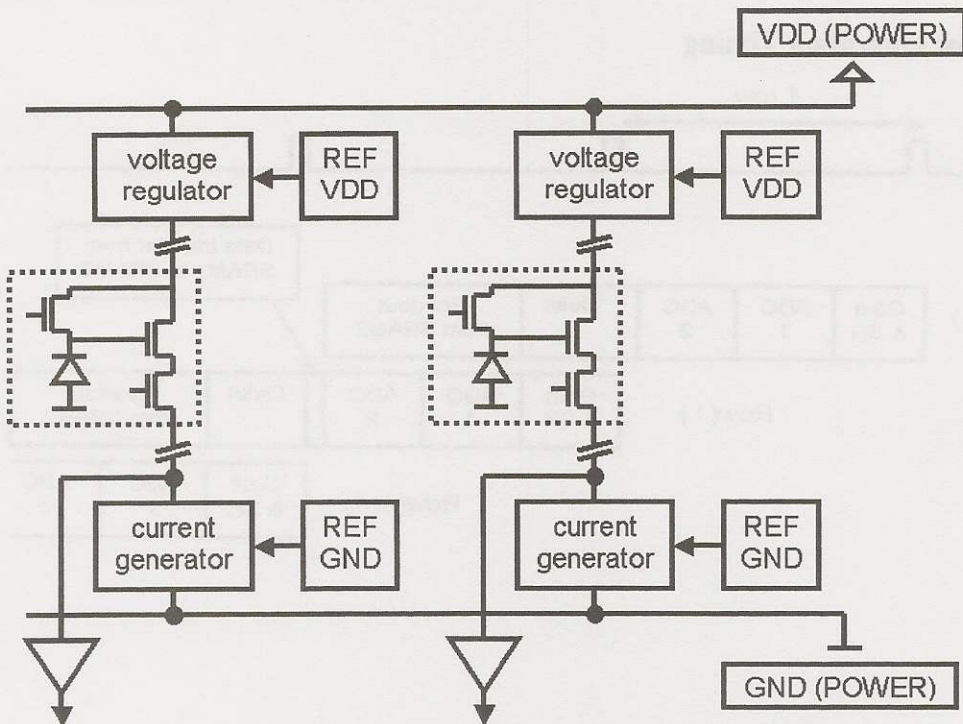 VDD (POWER)
voltage
regulator
REF
VDD
voltage
regulator
REF
VDD
current
generator
REF
GND
current
generator
REF
GND
GND (POWER)